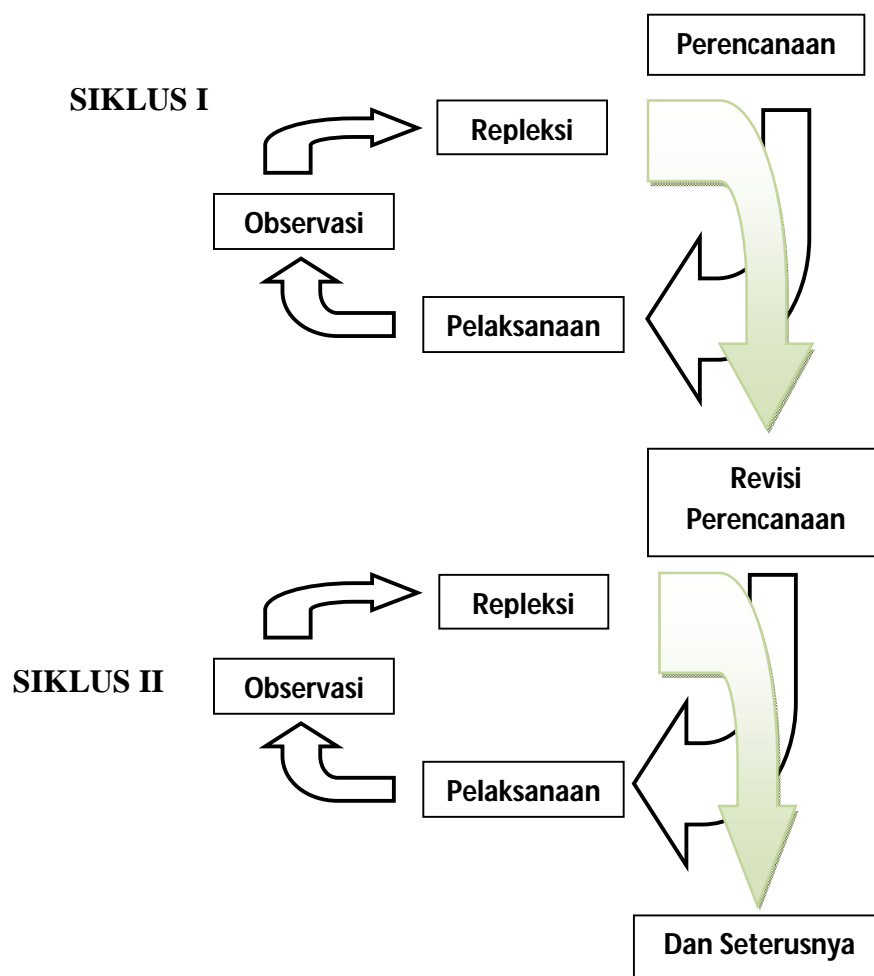 Perencanaan
SIKLUS I
Repleksi
Observasi
Pelaksanaan
Revisi
Perencanaan
Repleksi
SIKLUS II
Observasi
Pelaksanaan
Dan Seterusnya